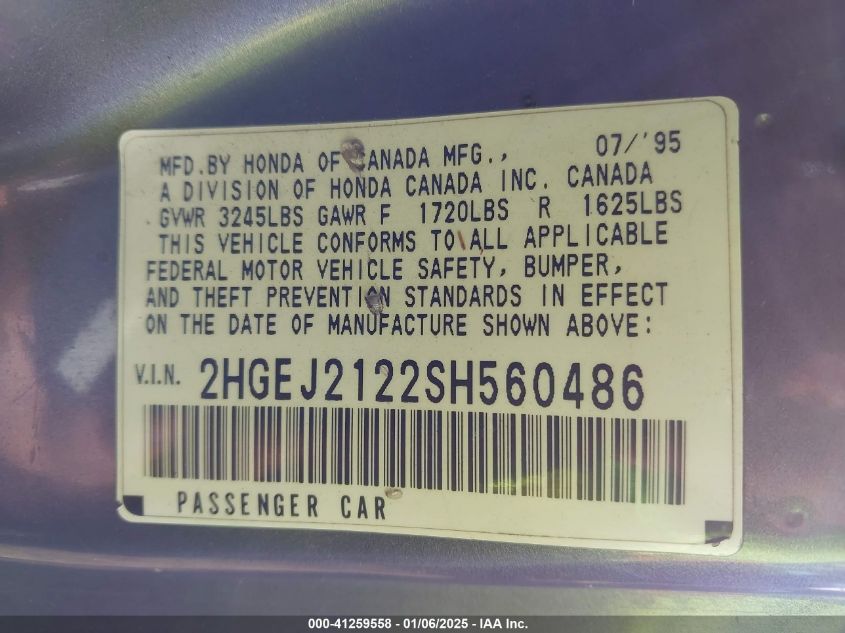 MFD.BY HONDA OF CANADA MFG., 07/'95
A DIVISION OF HONDA CANADA INC. CANADA
GVWR 3245LBS GAWR F 1720LBS R 1625LBS
THIS VEHICLE CONFORMS TO ALL APPLICABLE
FEDERAL MOTOR VEHICLE SAFETY, BUMPER,
AND THEFT PREVENTION STANDARDS IN EFFECT
ON THE DATE OF MANUFACTURE SHOWN ABOVE:
V.I.N. 2HGEJ2122SH560486
PASSENGER CAR
000-41259558 - 01/06/2025 - IAA Inc.